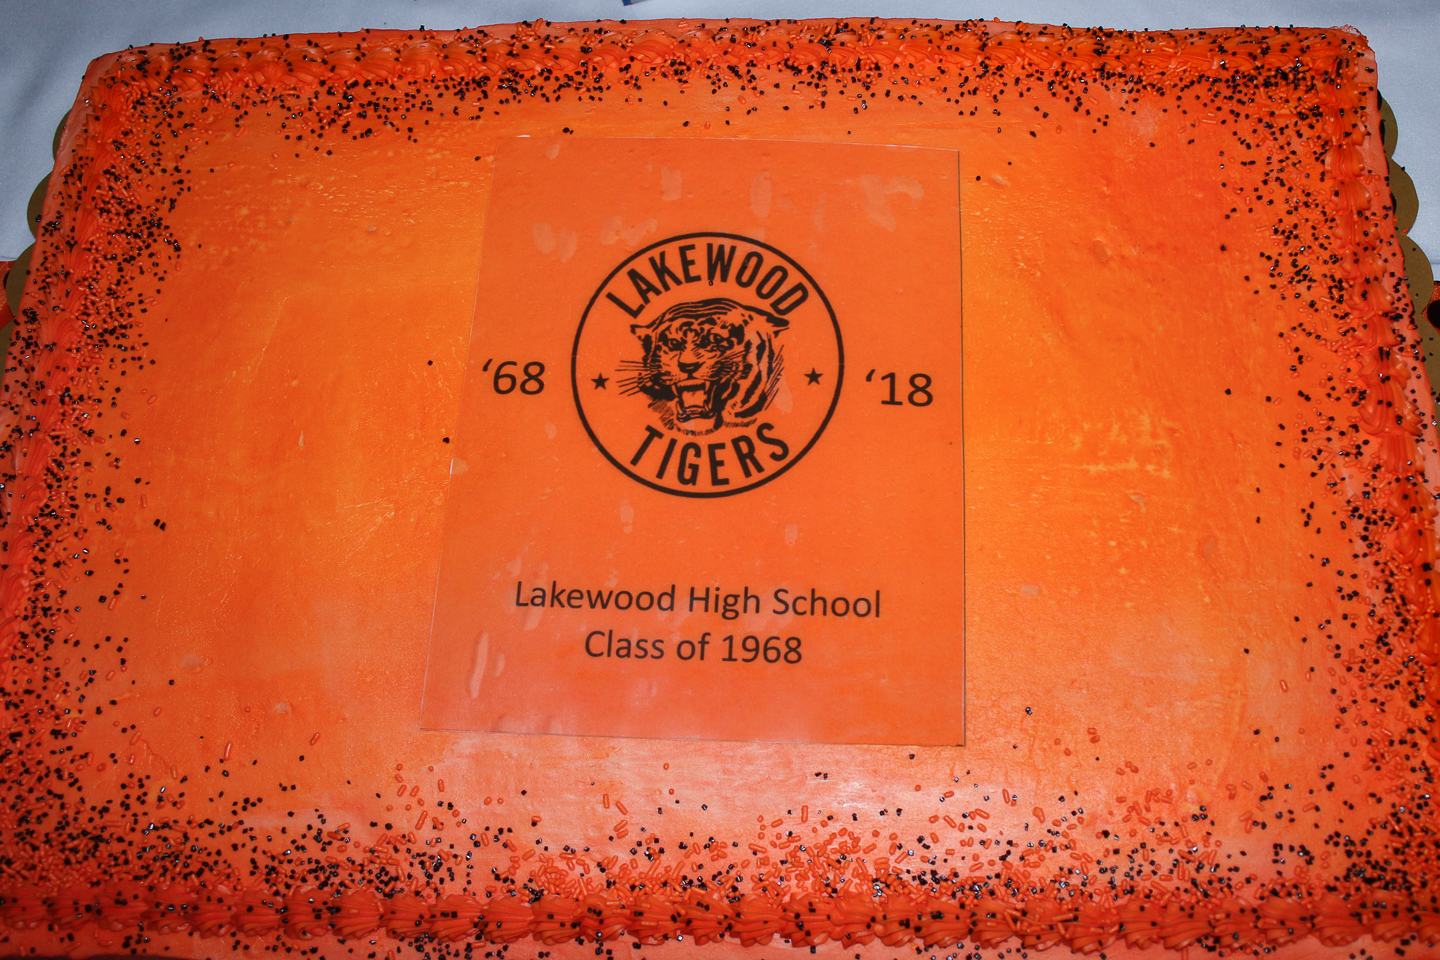 LAKEWOOD
‘68 ‘18
TIGERS
Lakewood High School
Class of 1968